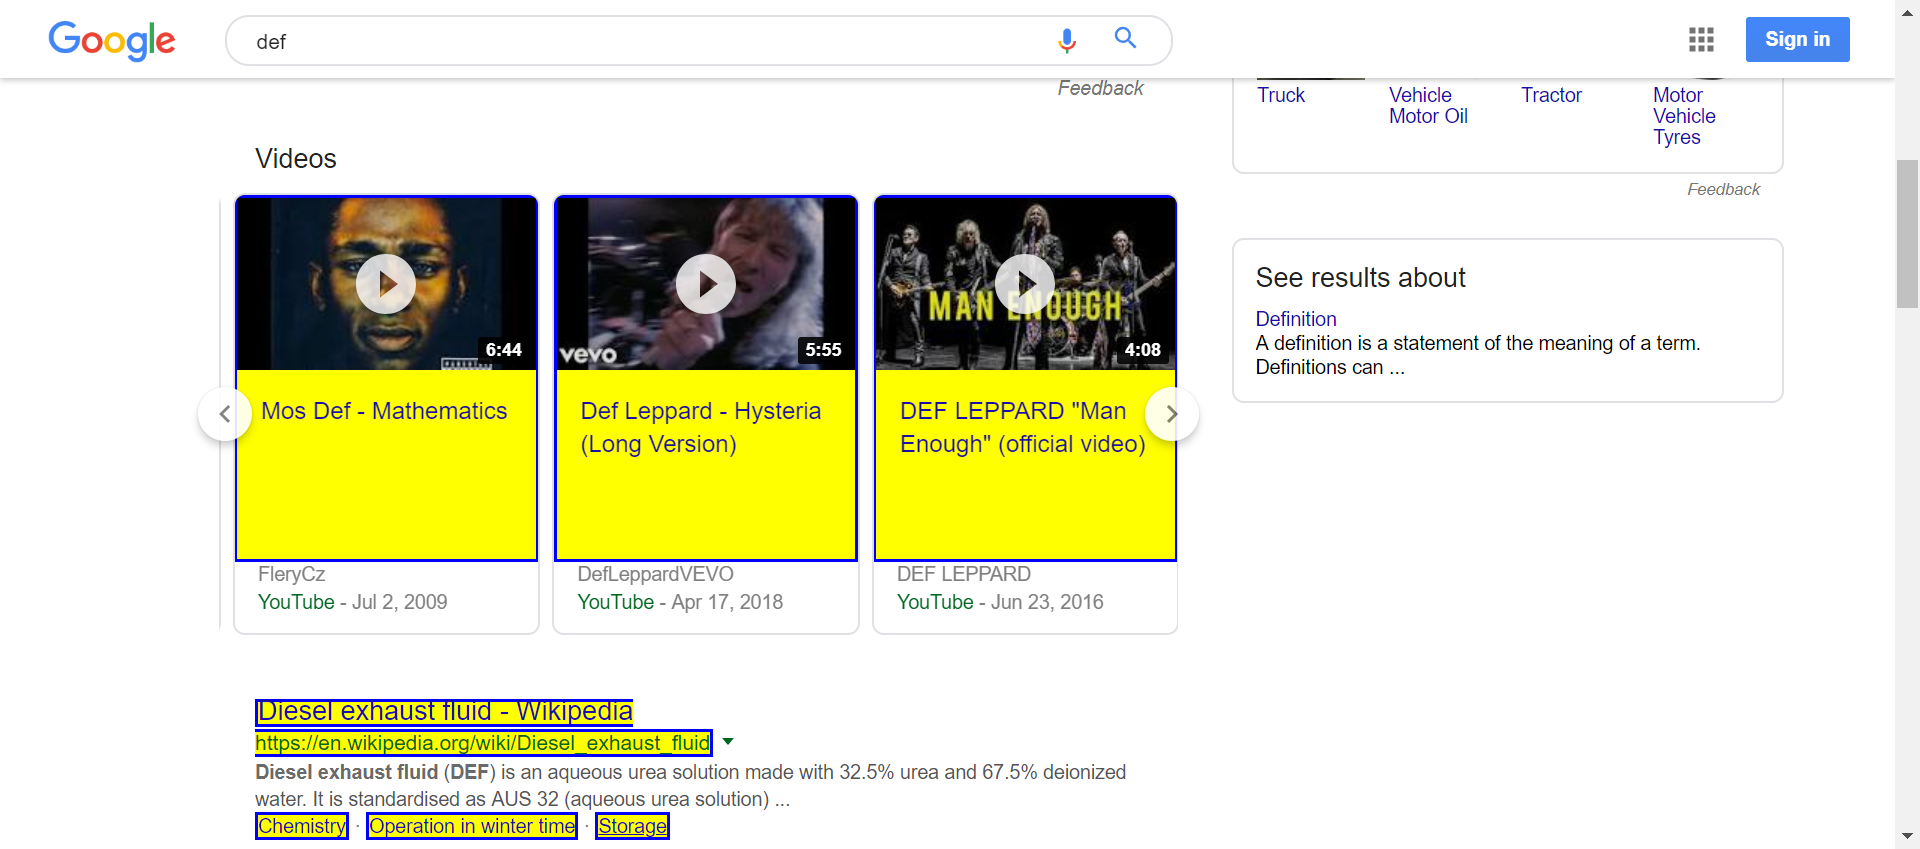 Google
def
Sign in
Feedback
Truck
Vehicle
Motor Oil
Tractor
Motor
Vehicle
Tyres
Feedback
Videos
6:44
vevo
5:55
MAN ENOUGH
4:08
Mos Def - Mathematics
Def Leppard - Hysteria
(Long Version)
DEF LEPPARD "Man
Enough" (official video)
FleryCz
YouTube - Jul 2, 2009
DefLeppardVEVO
YouTube - Apr 17, 2018
DEF LEPPARD
YouTube - Jun 23, 2016
See results about
Definition
A definition is a statement of the meaning of a term.
Definitions can ...
Diesel exhaust fluid - Wikipedia
https://en.wikipedia.org/wiki/Diesel_exhaust_fluid
Diesel exhaust fluid (DEF) is an aqueous urea solution made with 32.5% urea and 67.5% deionized
water. It is standardised as AUS 32 (aqueous urea solution) ...
Chemistry · Operation in winter time · Storage